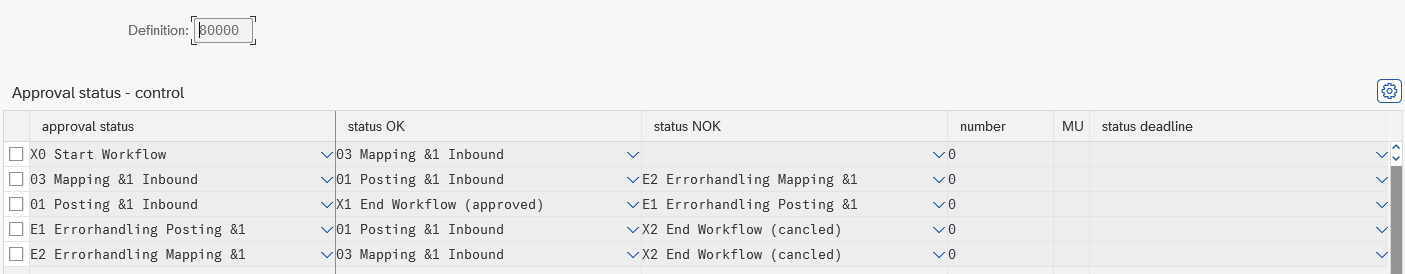 Definition: 80000
Approval status - control
approval status status OK status NOK number MU status deadline
X0 Start Workflow 03 Mapping &1 Inbound 0
03 Mapping &1 Inbound 01 Posting &1 Inbound E2 Errorhandling Mapping &1 0
01 Posting &1 Inbound X1 End Workflow (approved) E1 Errorhandling Posting &1 0
E1 Errorhandling Posting &1 01 Posting &1 Inbound X2 End Workflow (cancled) 0
E2 Errorhandling Mapping &1 03 Mapping &1 Inbound X2 End Workflow (cancled) 0